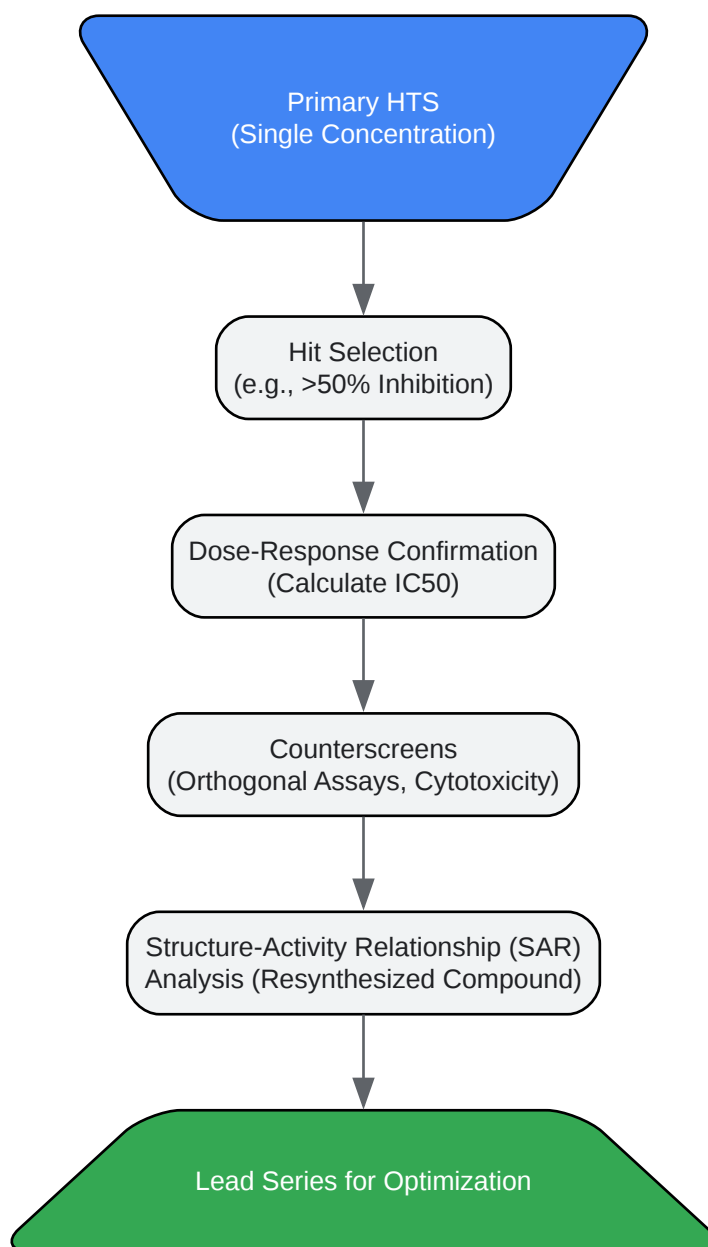 Primary HTS
(Single Concentration)
Hit Selection
(e.g., >50% Inhibition)
Dose-Response Confirmation
(Calculate IC50)
Counterscreens
(Orthogonal Assays, Cytotoxicity)
Structure-Activity Relationship (SAR)
Analysis (Resynthesized Compound)
Lead Series for Optimization